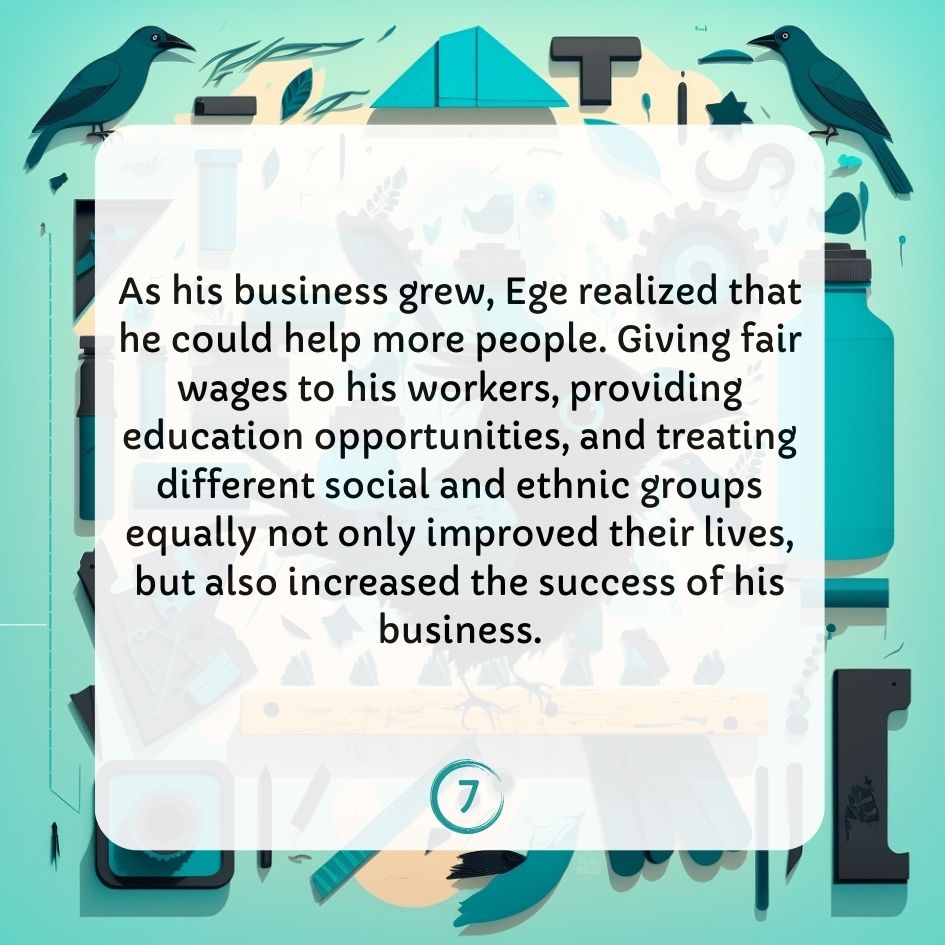 As his business grew, Ege realized that
he could help more people. Giving fair
wages to his workers, providing
education opportunities, and treating
different social and ethnic groups
equally not only improved their lives,
but also increased the success of his
business.
7